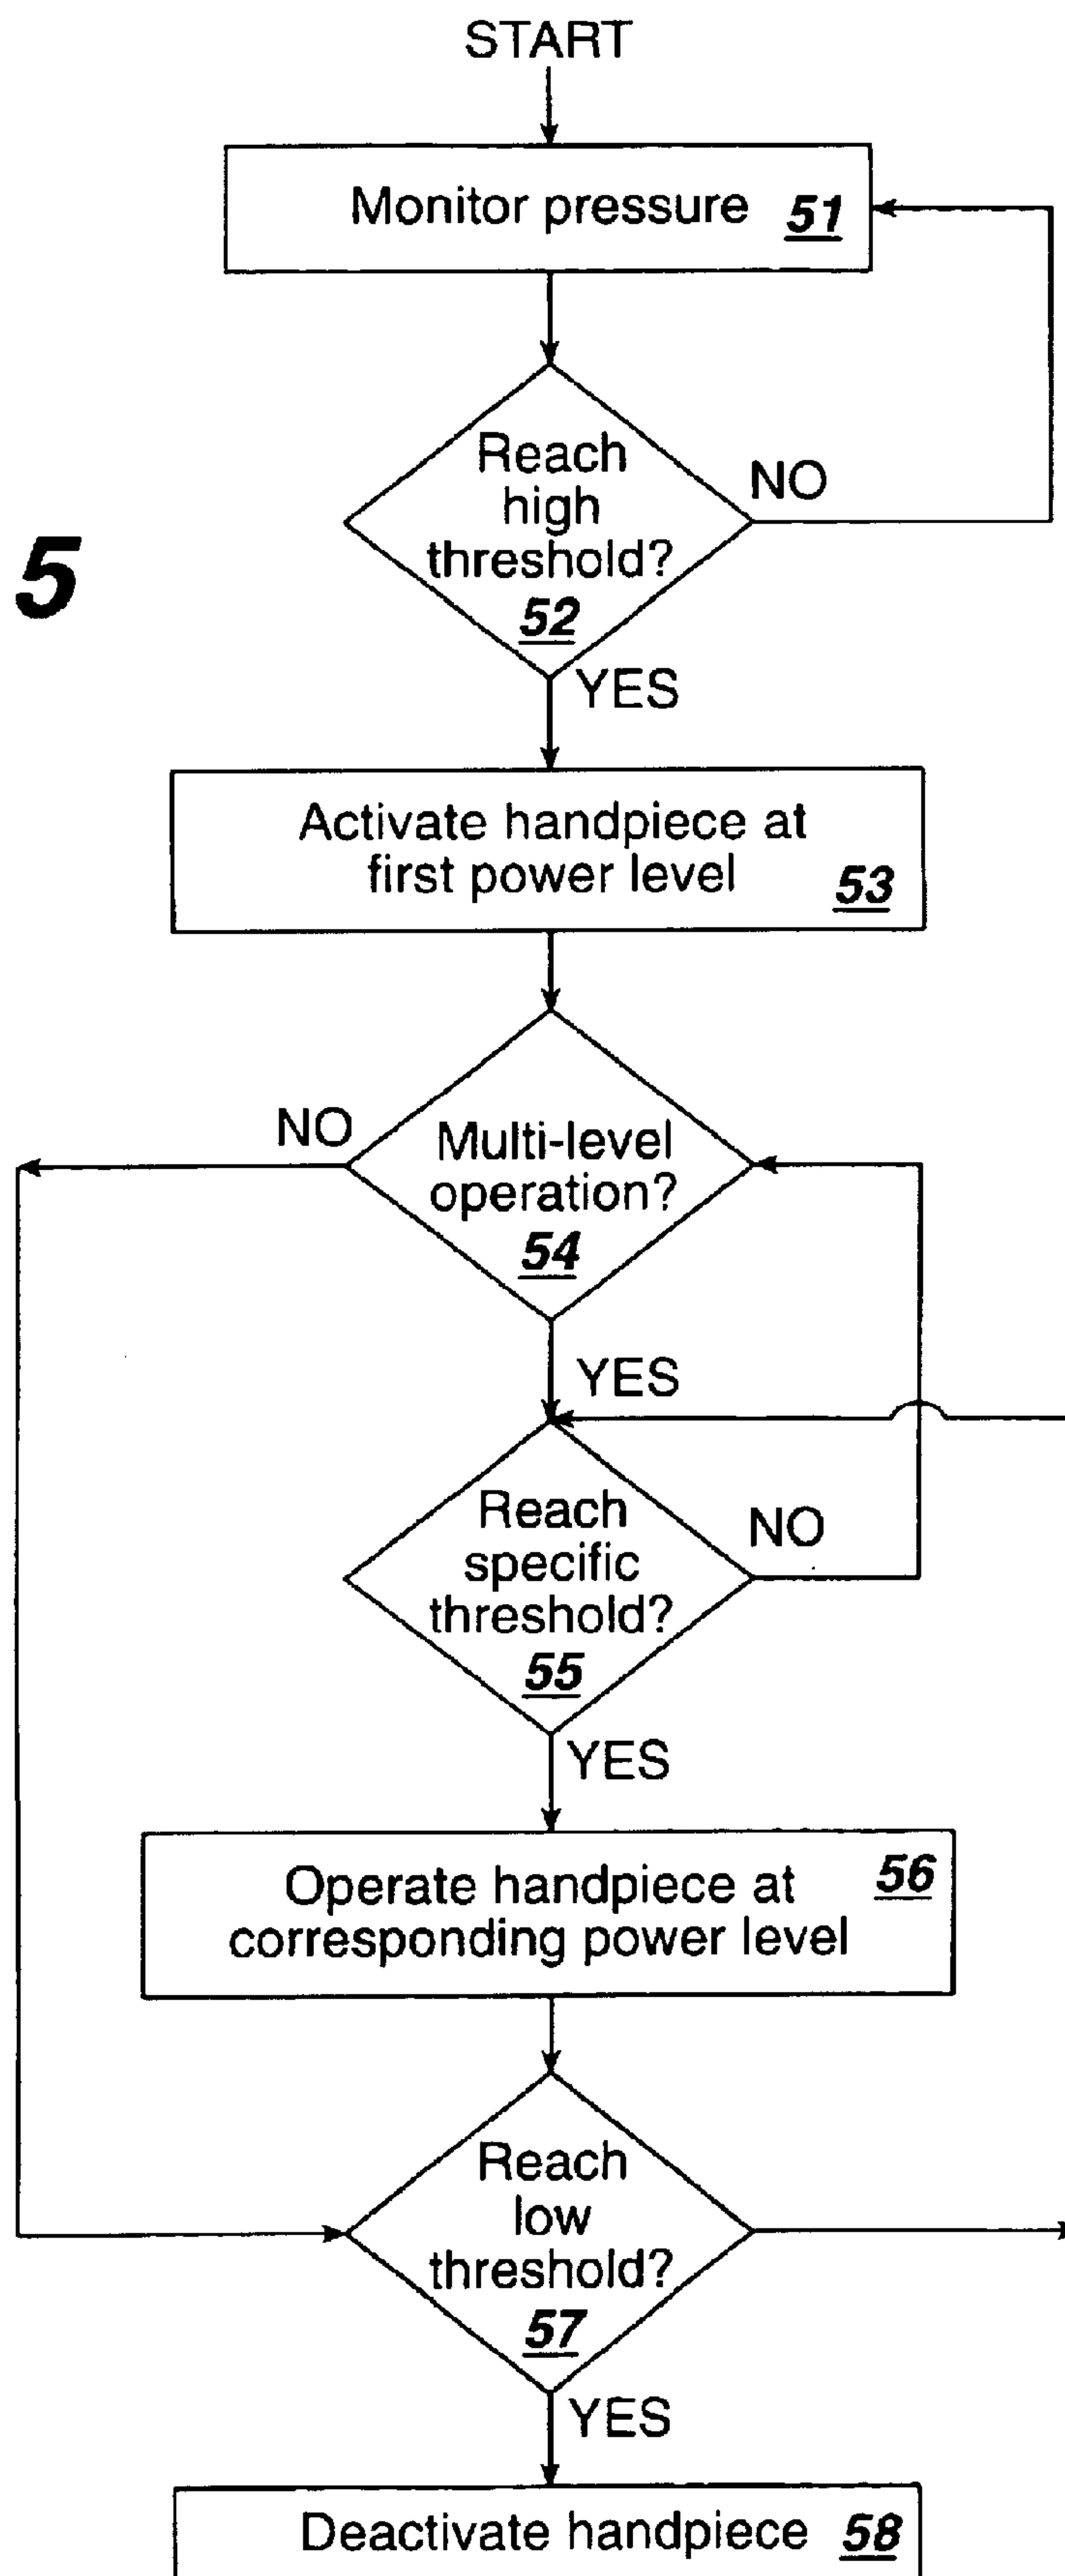 START
Monitor pressure 51
Reach
high
threshold?
52
NO
5
YES
Activate handpiece at
first power level 53
NO
Multi-level
operation?
54
YES
Reach
specific
threshold?
55
NO
YES
Operate handpiece at 56
corresponding power level
Reach
low
threshold?
57
YES
Deactivate handpiece 58